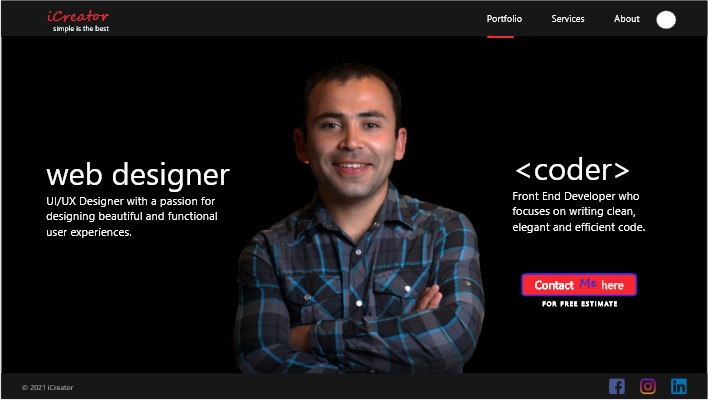 iCreator
simple is the best
Portfolio
Services
About
web designer
UI/UX Designer with a passion for
designing beautiful and functional
user experiences.
<coder>
Front End Developer who
focuses on writing clean,
elegant and efficient code.
Contact Me here
FOR FREE ESTIMATE
© 2021 iCreator
f
in